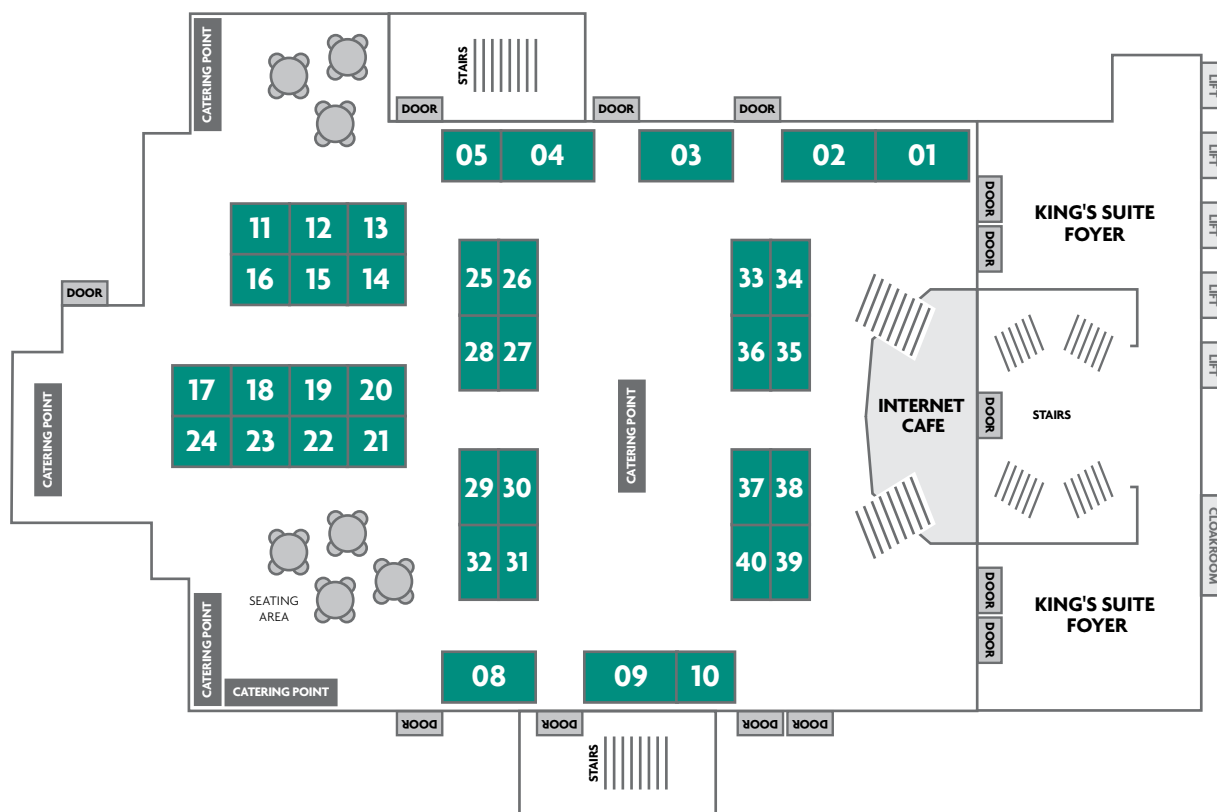 CATERING POINT
STAIRS
LIFT
DOOR
DOOR
DOOR
05
04
03
02
01
LIFT
DOOR
KING'S SUITE
FOYER
LIFT
11
12
13
DOOR
25
26
33
34
16
15
14
DOOR
LIFT
28
27
36
35
LIFT
17
18
19
20
CATERING POINT
INTERNET
CAFE
DOOR
STAIRS
24
23
22
21
CATERING POINT
29
30
37
38
CLOAKROOM
32
31
40
39
SEATING
AREA
DOOR
KING'S SUITE
FOYER
DOOR
CATERING POINT
CATERING POINT
08
09
10
DOOR
DOOR
DOOR
DOOR
STAIRS